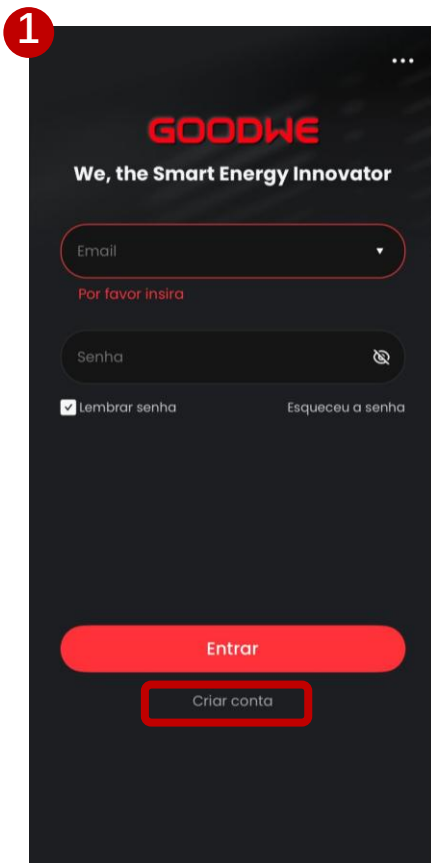 1
...
GOODWE
We, the Smart Energy Innovator
Email
Por favor insira
Senha
Lembrar senha
Esqueceu a senha
Entrar
Criar conta